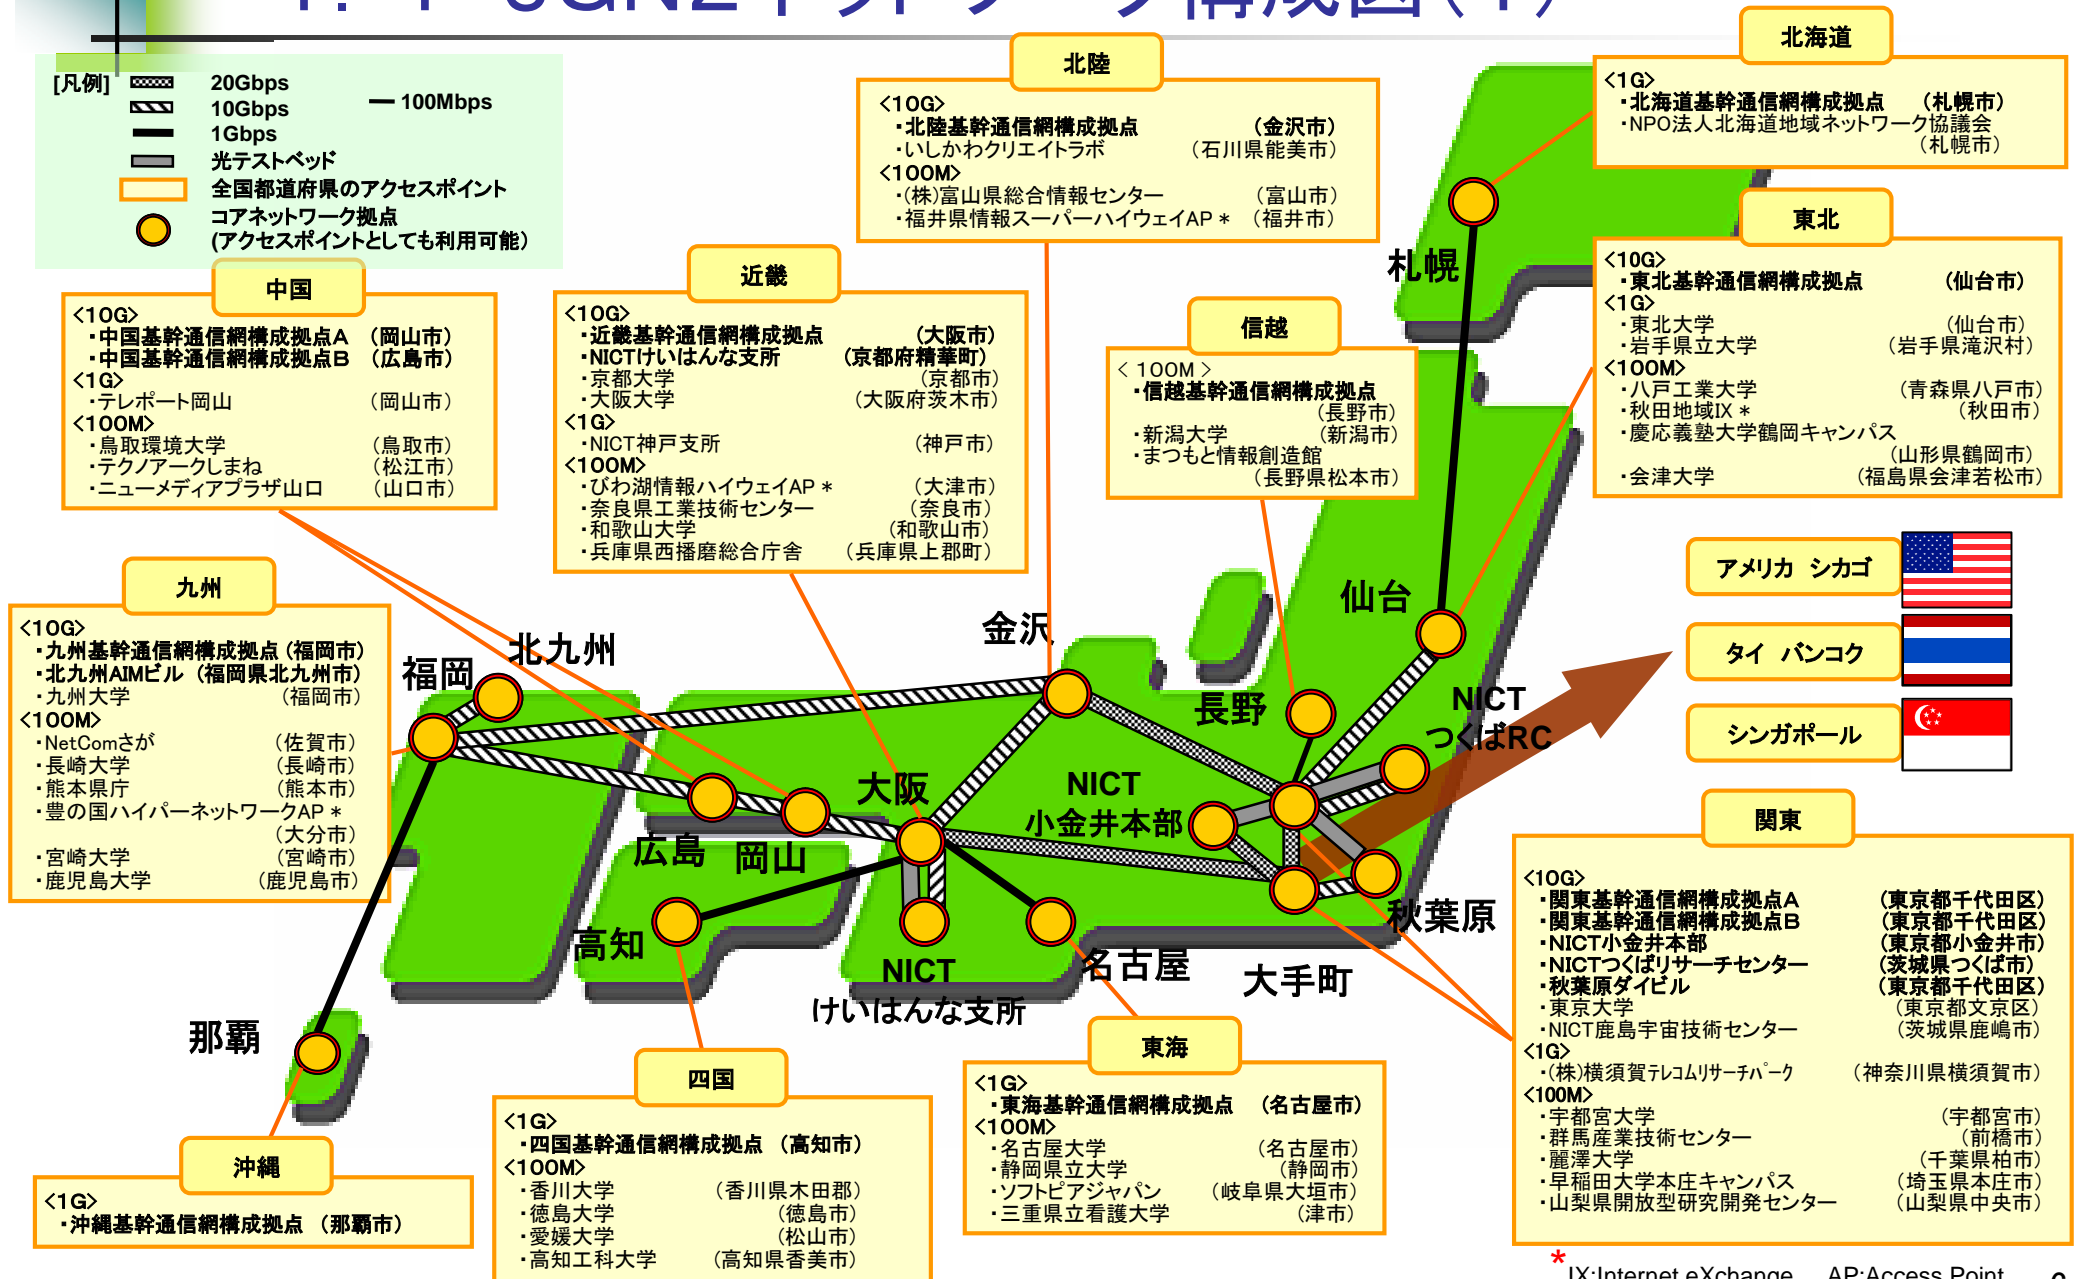 1. 1 JGN2ネットワーク構成図(1)
[凡例]
20Gbps
10Gbps
100Mbps
1Gbps
光テストベッド
全国都道府県のアクセスポイント
コアネットワーク拠点
(アクセスポイントとしても利用可能)
北陸
<10G>
・北陸基幹通信網構成拠点 (金沢市)
・いしかわクリエイトラボ (石川県能美市)
<100M>
・(株)富山県総合情報センター (富山市)
・福井県情報スーパーハイウェイAP * (福井市)
北海道
<1G>
・北海道基幹通信網構成拠点 (札幌市)
・NPO法人北海道地域ネットワーク協議会
(札幌市)
東北
<10G>
・東北基幹通信網構成拠点 (仙台市)
<1G>
・東北大学 (仙台市)
・岩手県立大学 (岩手県滝沢村)
<100M>
・八戸工業大学 (青森県八戸市)
・秋田地域IX * (秋田市)
・慶応義塾大学鶴岡キャンパス
(山形県鶴岡市)
・会津大学 (福島県会津若松市)
中国
<10G>
・中国基幹通信網構成拠点A (岡山市)
・中国基幹通信網構成拠点B (広島市)
<1G>
・テレポート岡山 (岡山市)
<100M>
・鳥取環境大学 (鳥取市)
・テクノアークしまね (松江市)
・ニューメディアプラザ山口 (山口市)
近畿
<10G>
・近畿基幹通信網構成拠点 (大阪市)
・NICTけいはんな支所 (京都府精華町)
・京都大学 (京都市)
・大阪大学 (大阪府茨木市)
<1G>
・NICT神戸支所 (神戸市)
<100M>
・びわ湖情報ハイウェイAP * (大津市)
・奈良県工業技術センター (奈良市)
・和歌山大学 (和歌山市)
・兵庫県西播磨総合庁舎 (兵庫県上郡町)
信越
< 100M >
・信越基幹通信網構成拠点
(長野市)
・新潟大学 (新潟市)
・まつもと情報創造館
(長野県松本市)
アメリカ シカゴ
タイ バンコク
シンガポール
九州
<10G>
・九州基幹通信網構成拠点 (福岡市)
・北九州AIMビル (福岡県北九州市)
・九州大学 (福岡市)
<100M>
・NetComさが (佐賀市)
・長崎大学 (長崎市)
・熊本県庁 (熊本市)
・豊の国ハイパーネットワークAP *
(大分市)
・宮崎大学 (宮崎市)
・鹿児島大学 (鹿児島市)
札幌
仙台
金沢
北九州
福岡
長野
NICT
つくばRC
大阪
NICT
小金井本部
広島
岡山
秋葉原
高知
名古屋
大手町
NICT
けいはんな支所
那覇
関東
<10G>
・関東基幹通信網構成拠点A (東京都千代田区)
・関東基幹通信網構成拠点B (東京都千代田区)
・NICT小金井本部 (東京都小金井市)
・NICTつくばリサーチセンター (茨城県つくば市)
・秋葉原ダイビル (東京都千代田区)
・東京大学 (東京都文京区)
・NICT鹿島宇宙技術センター (茨城県鹿嶋市)
<1G>
・(株)横須賀テレコムリサーチパーク (神奈川県横須賀市)
<100M>
・宇都宮大学 (宇都宮市)
・群馬産業技術センター (前橋市)
・麗澤大学 (千葉県柏市)
・早稲田大学本庄キャンパス (埼玉県本庄市)
・山梨県開放型研究開発センター (山梨県中央市)
沖縄
<1G>
・沖縄基幹通信網構成拠点 (那覇市)
四国
<1G>
・四国基幹通信網構成拠点 (高知市)
<100M>
・香川大学 (香川県木田郡)
・徳島大学 (徳島市)
・愛媛大学 (松山市)
・高知工科大学 (高知県香美市)
東海
<1G>
・東海基幹通信網構成拠点 (名古屋市)
<100M>
・名古屋大学 (名古屋市)
・静岡県立大学 (静岡市)
・ソフトピアジャパン (岐阜県大垣市)
・三重県立看護大学 (津市)
* IX:Internet eXchange AP:Access Point